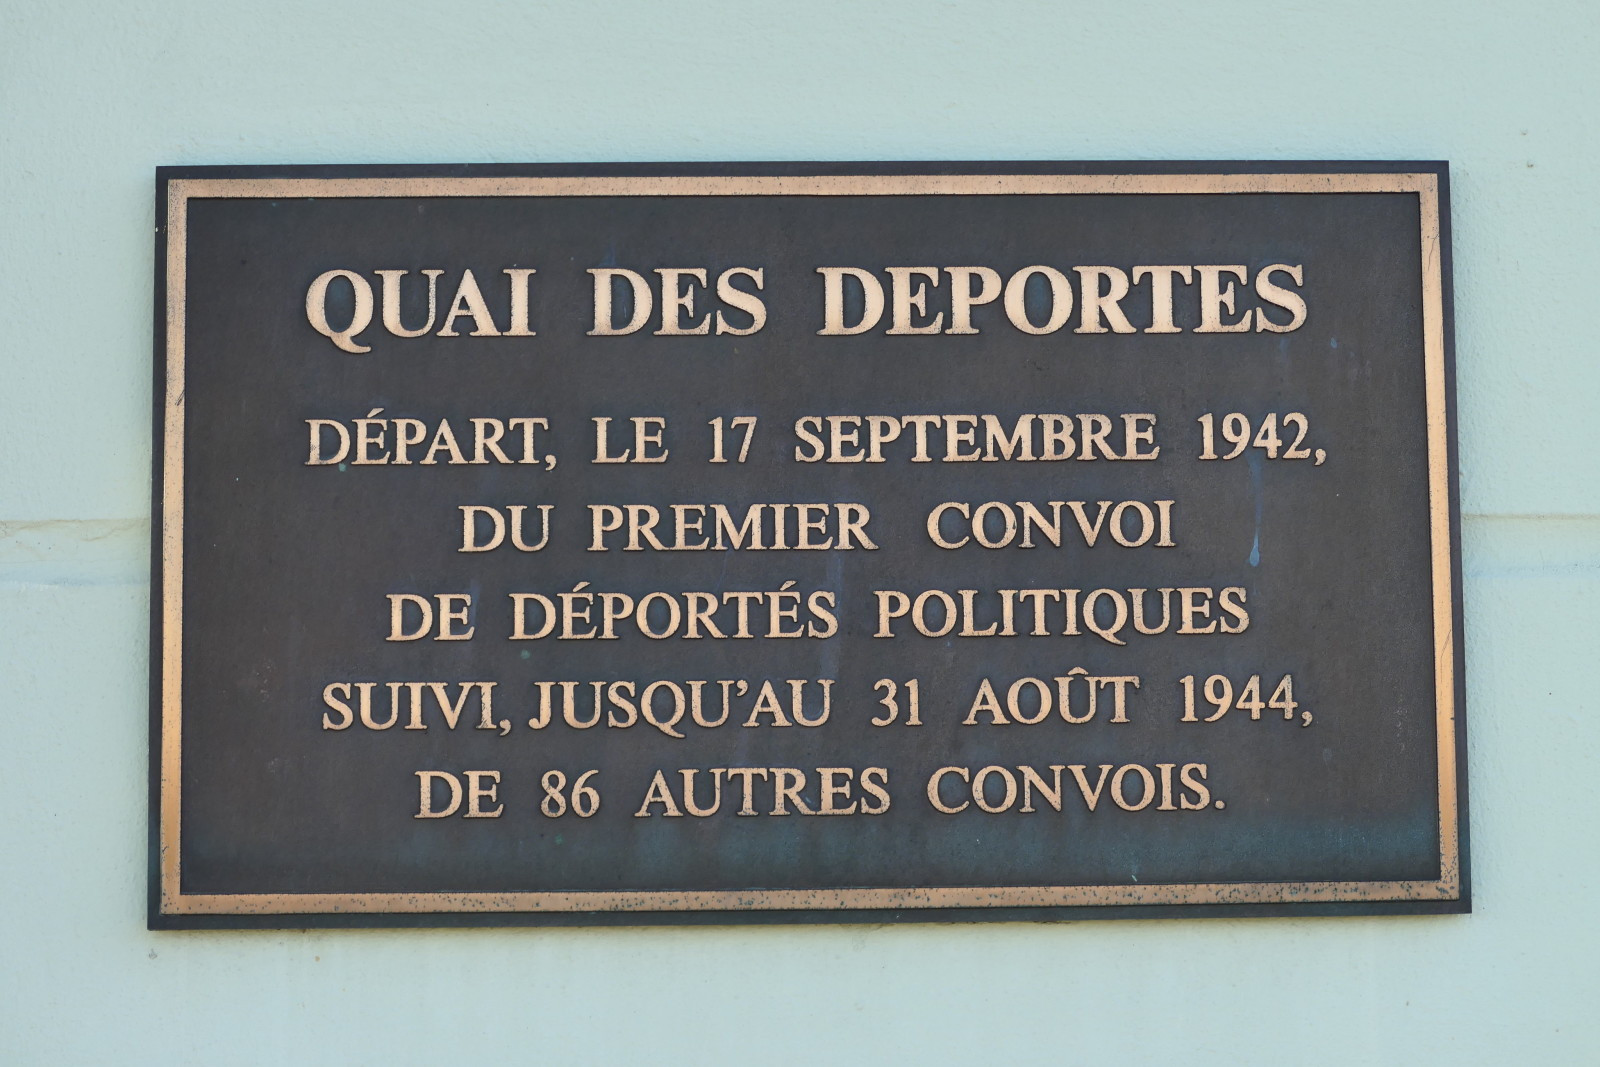 QUAI DES DEPORTES
DÉPART, LE 17 SEPTEMBRE 1942,
DU PREMIER CONVOI
DE DÉPORTÉS POLITIQUES
SUIVI, JUSQU'AU 31 AOÛT 1944,
DE 86 AUTRES CONVOIS.